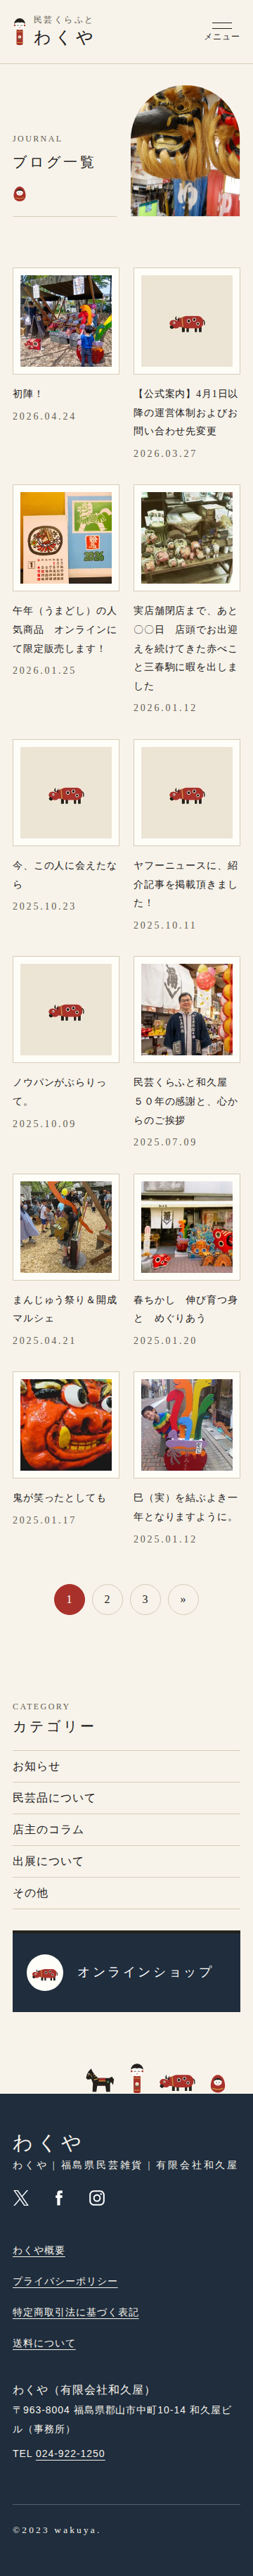 民芸くらふと
わくや
メニュー
JOURNAL
ブログ一覧
初陣！
2026.04.24
【公式案内】4月1日以
降の運営体制およびお
問い合わせ先変更
2026.03.27
午年（うまどし）の人
気商品　オンラインに
て限定販売します！
2026.01.25
実店舗閉店まで、あと
〇〇日　店頭でお出迎
えを続けてきた赤べこ
と三春駒に暇を出しま
した
2026.01.12
今、この人に会えたな
ら
2025.10.23
ヤフーニュースに、紹
介記事を掲載頂きまし
た！
2025.10.11
ノウパンがぶらりっ
て。
2025.10.09
民芸くらふと和久屋
５０年の感謝と、心か
らのご挨拶
2025.07.09
まんじゅう祭り＆開成
マルシェ
2025.04.21
春ちかし　伸び育つ身
と　めぐりあう
2025.01.20
鬼が笑ったとしても
2025.01.17
巳（実）を結ぶよき一
年となりますように。
2025.01.12
1 2 3 »
CATEGORY
カテゴリー
お知らせ
民芸品について
店主のコラム
出展について
その他
オンラインショップ
わくや
わくや｜福島県民芸雑貨｜有限会社和久屋
わくや概要
プライバシーポリシー
特定商取引法に基づく表記
送料について
わくや（有限会社和久屋）
〒963-8004 福島県郡山市中町10-14 和久屋ビ
ル（事務所）
TEL 024-922-1250
©2023 wakuya.